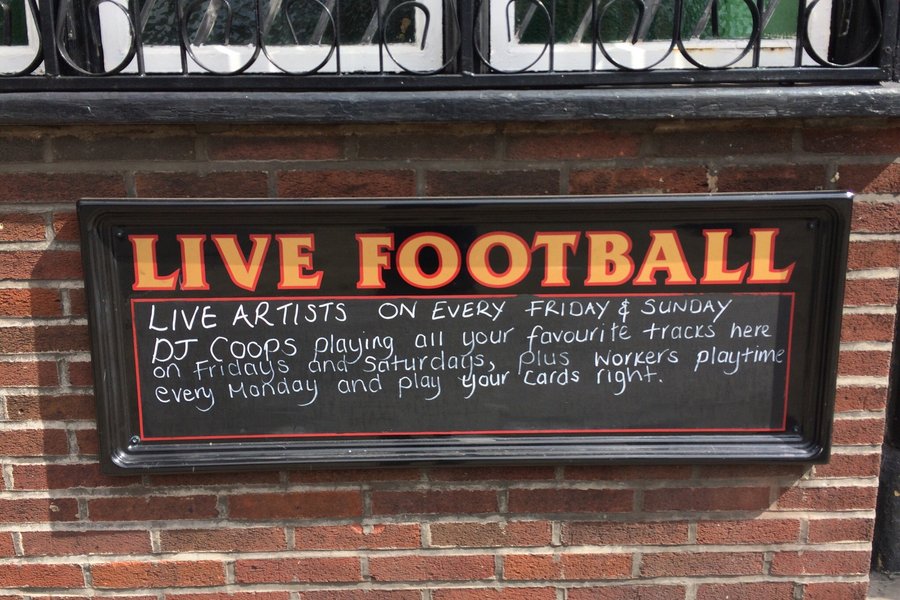 LIVE FOOTBALL
LIVE ARTISTS ON EVERY FRIDAY & SUNDAY
DJ COOPS playing all your favourite tracks here
on Fridays and Saturdays, plus Workers playtime
every Monday and play your cards right.